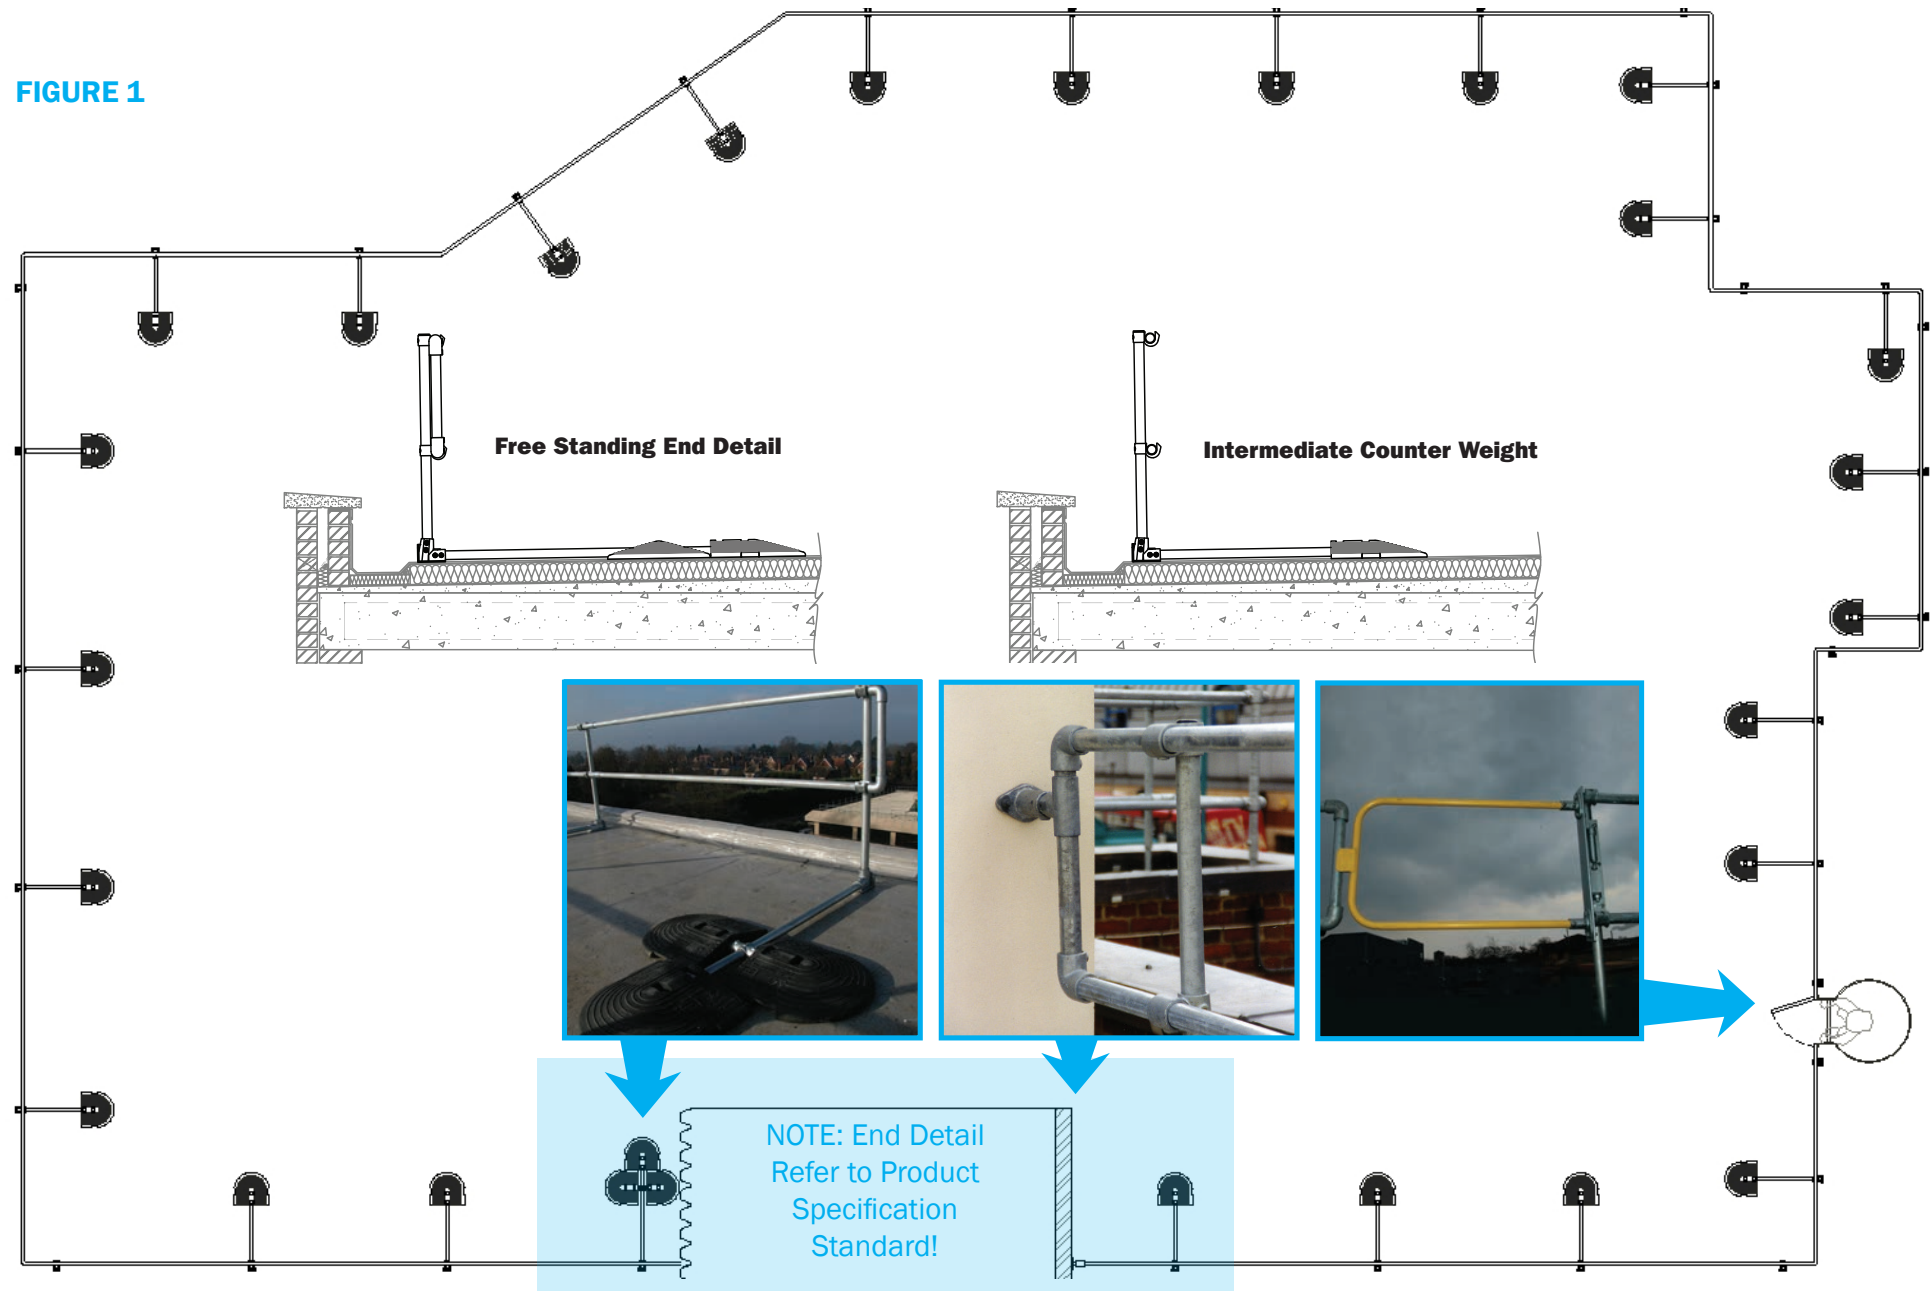 FIGURE 1
Free Standing End Detail
Intermediate Counter Weight
NOTE: End Detail
Refer to Product
Specification
Standard!